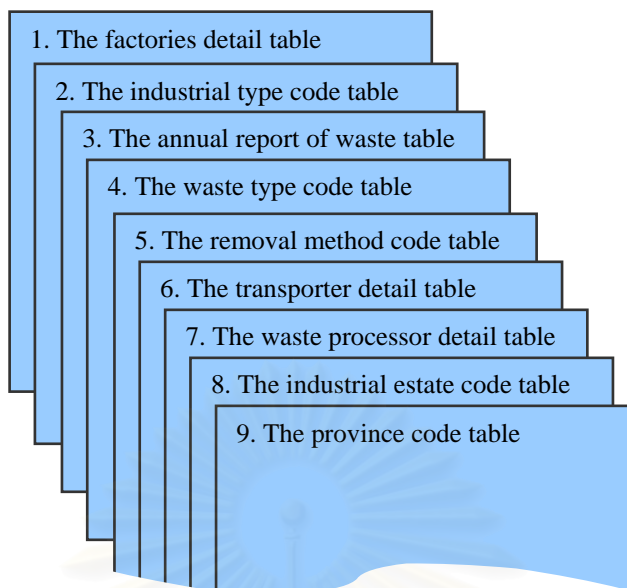 1. The factories detail table
2. The industrial type code table
3. The annual report of waste table
4. The waste type code table
5. The removal method code table
6. The transporter detail table
7. The waste processor detail table
8. The industrial estate code table
9. The province code table